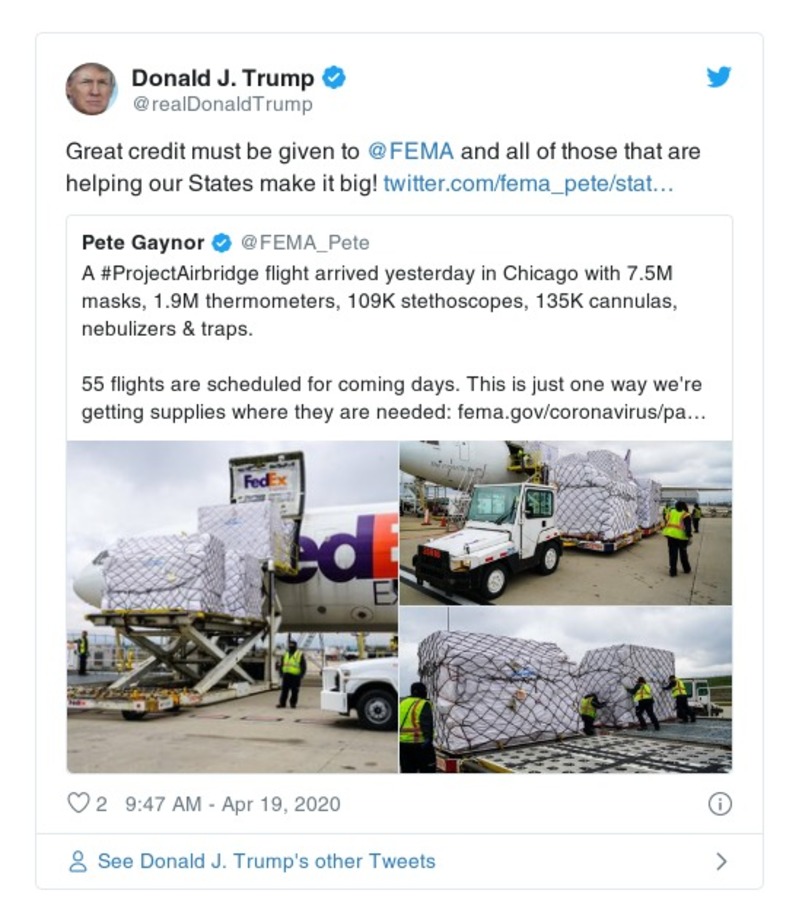 Donald J. Trump
@realDonaldTrump
Great credit must be given to @FEMA and all of those that are
helping our States make it big! twitter.com/fema_pete/stat…
Pete Gaynor @FEMA_Pete
A #ProjectAirbridge flight arrived yesterday in Chicago with 7.5M
masks, 1.9M thermometers, 109K stethoscopes, 135K cannulas,
nebulizers & traps.
55 flights are scheduled for coming days. This is just one way we're
getting supplies where they are needed: fema.gov/coronavirus/pa…
FedEx
edE
E
FedEx
2 9:47 AM - Apr 19, 2020
See Donald J. Trump's other Tweets